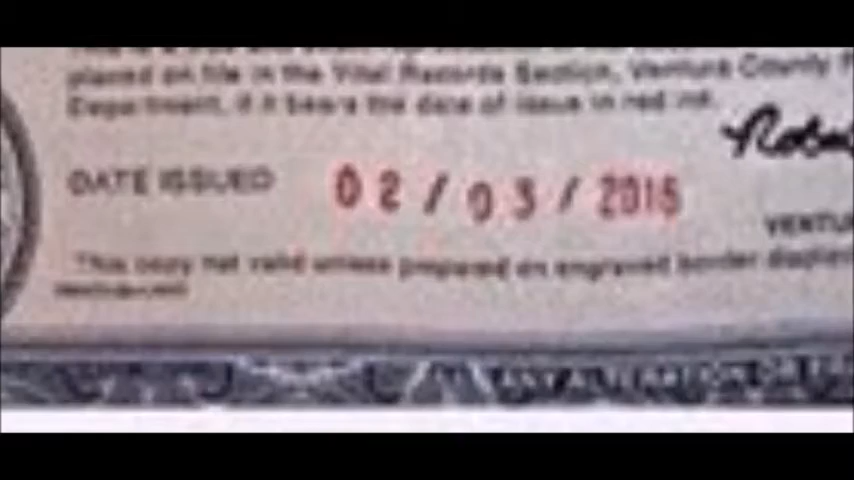 placed on file in the Vital Records Section, Ventura County
Department, if it bears the date of issue in red ink.
DATE ISSUED 02/03/2016
VENTU
This copy not valid unless prepared on engraved border
ANY ALTERATION OR